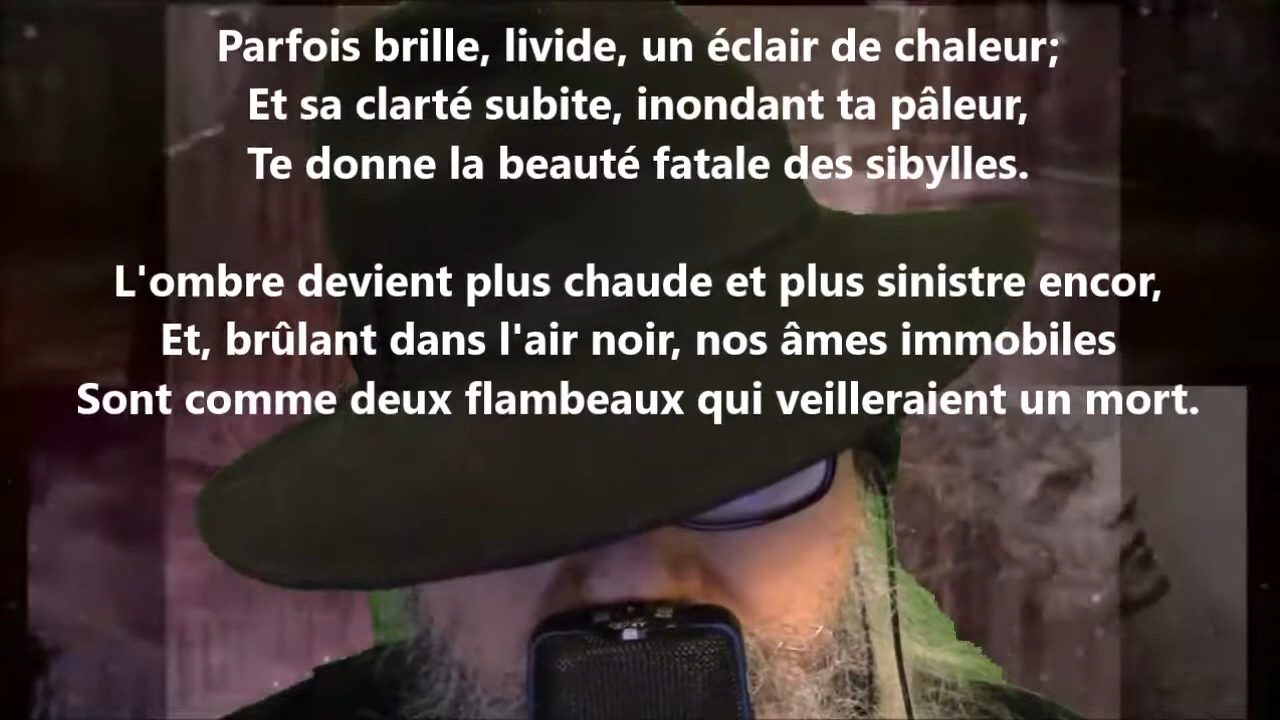 Parfois brille, livide, un éclair de chaleur;
Et sa clarté subite, inondant ta pâleur,
Te donne la beauté fatale des sibylles.
L'ombre devient plus chaude et plus sinistre encor,
Et, brûlant dans l'air noir, nos âmes immobiles
Sont comme deux flambeaux qui veilleraient un mort.